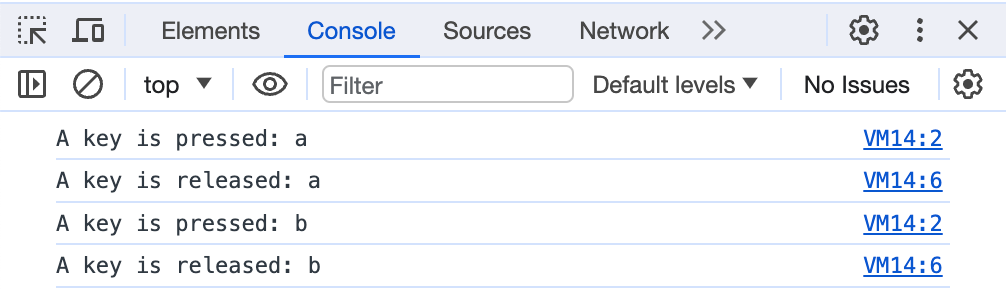 Elements Console Sources Network
top Filter Default levels No Issues
A key is pressed: a VM14:2
A key is released: a VM14:6
A key is pressed: b VM14:2
A key is released: b VM14:6